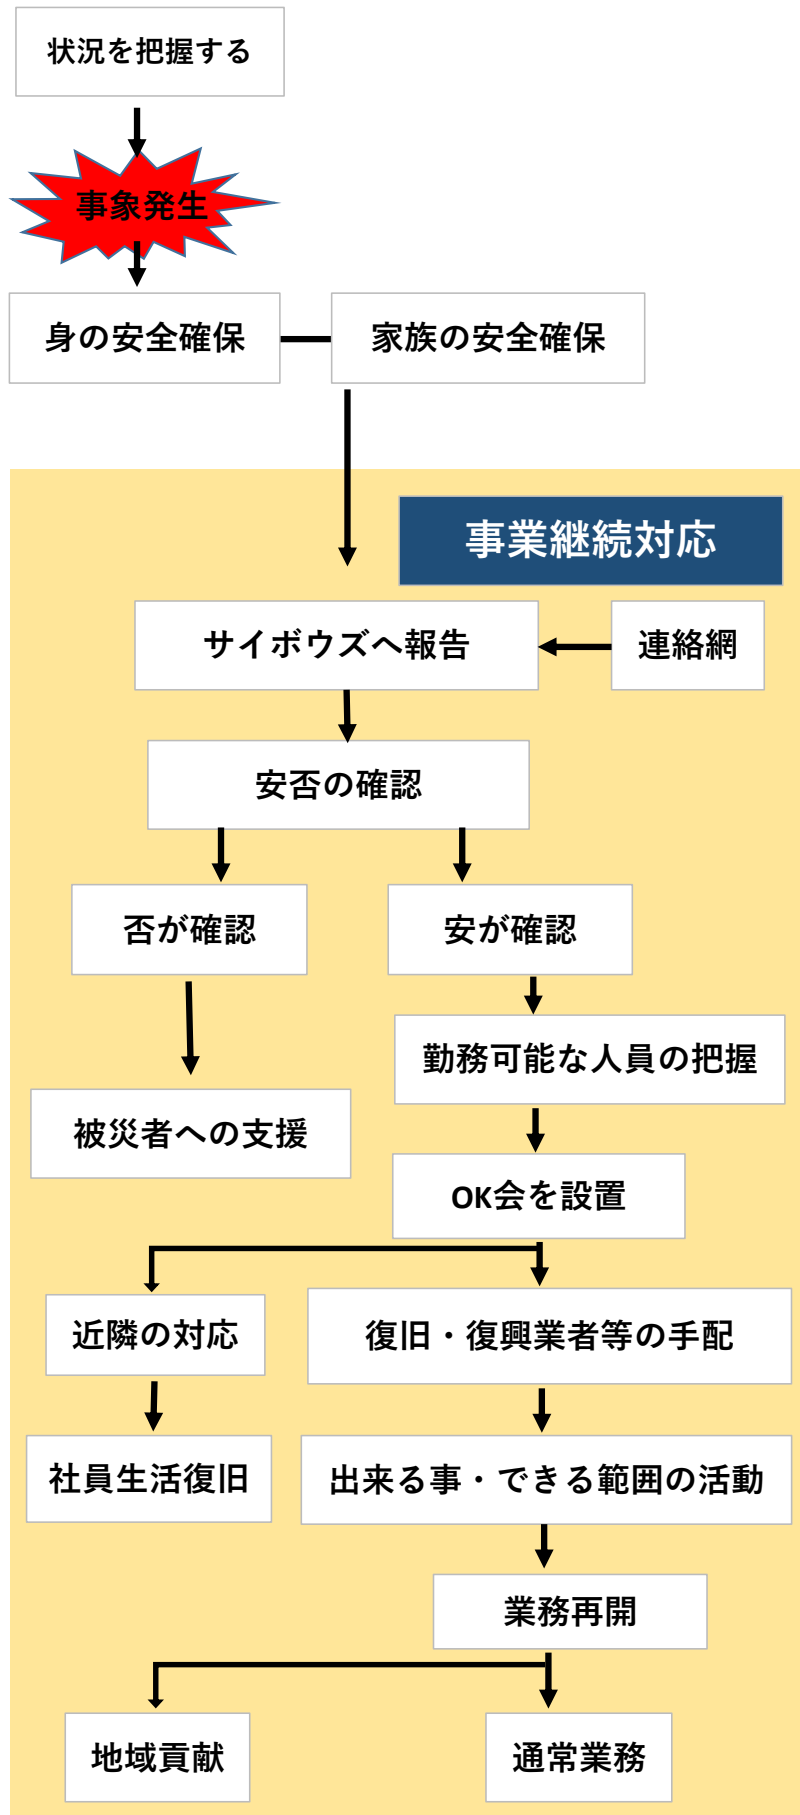 状況を把握する
事象発生
身の安全確保
家族の安全確保
事業継続対応
サイボウズへ報告
連絡網
安否の確認
否が確認
安が確認
勤務可能な人員の把握
被災者への支援
OK会を設置
近隣の対応
復旧・復興業者等の手配
社員生活復旧
出来る事・できる範囲の活動
業務再開
地域貢献
通常業務